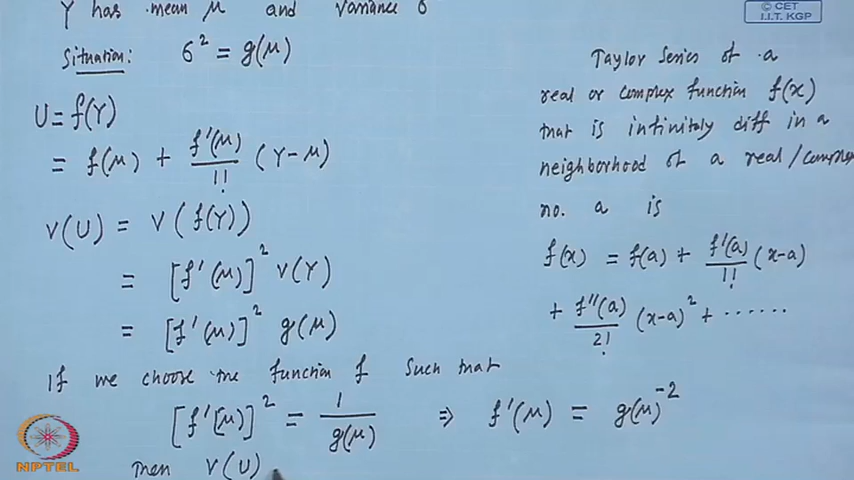 Y has mean μ and variance σ
Situation: σ² = g(μ)
U = f(Y)
= f(μ) + f'(μ)/1! (Y-μ)
V(U) = V(f(Y))
= [f'(μ)]² V(Y)
= [f'(μ)]² g(μ)
If we choose the function f such that
[f'(μ)]² = 1/g(μ) ⇒ f'(μ) = g(μ)⁻²
Then V(U)
© CET
I.I.T. KGP
Taylor Series of a
real or complex function f(x)
that is infinitely diff in a
neighborhood of a real/complex
no. a is
f(x) = f(a) + f'(a)/1! (x-a)
+ f''(a)/2! (x-a)² + ......
NPTEL